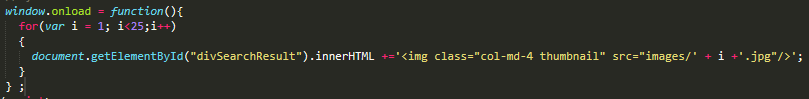 window.onload = function(){
for(var i = 1; i<25;i++)
{
document.getElementById("divSearchResult").innerHTML +='<img class="col-md-4 thumbnail" src="images/' + i +'.jpg"/>';
}
} ;